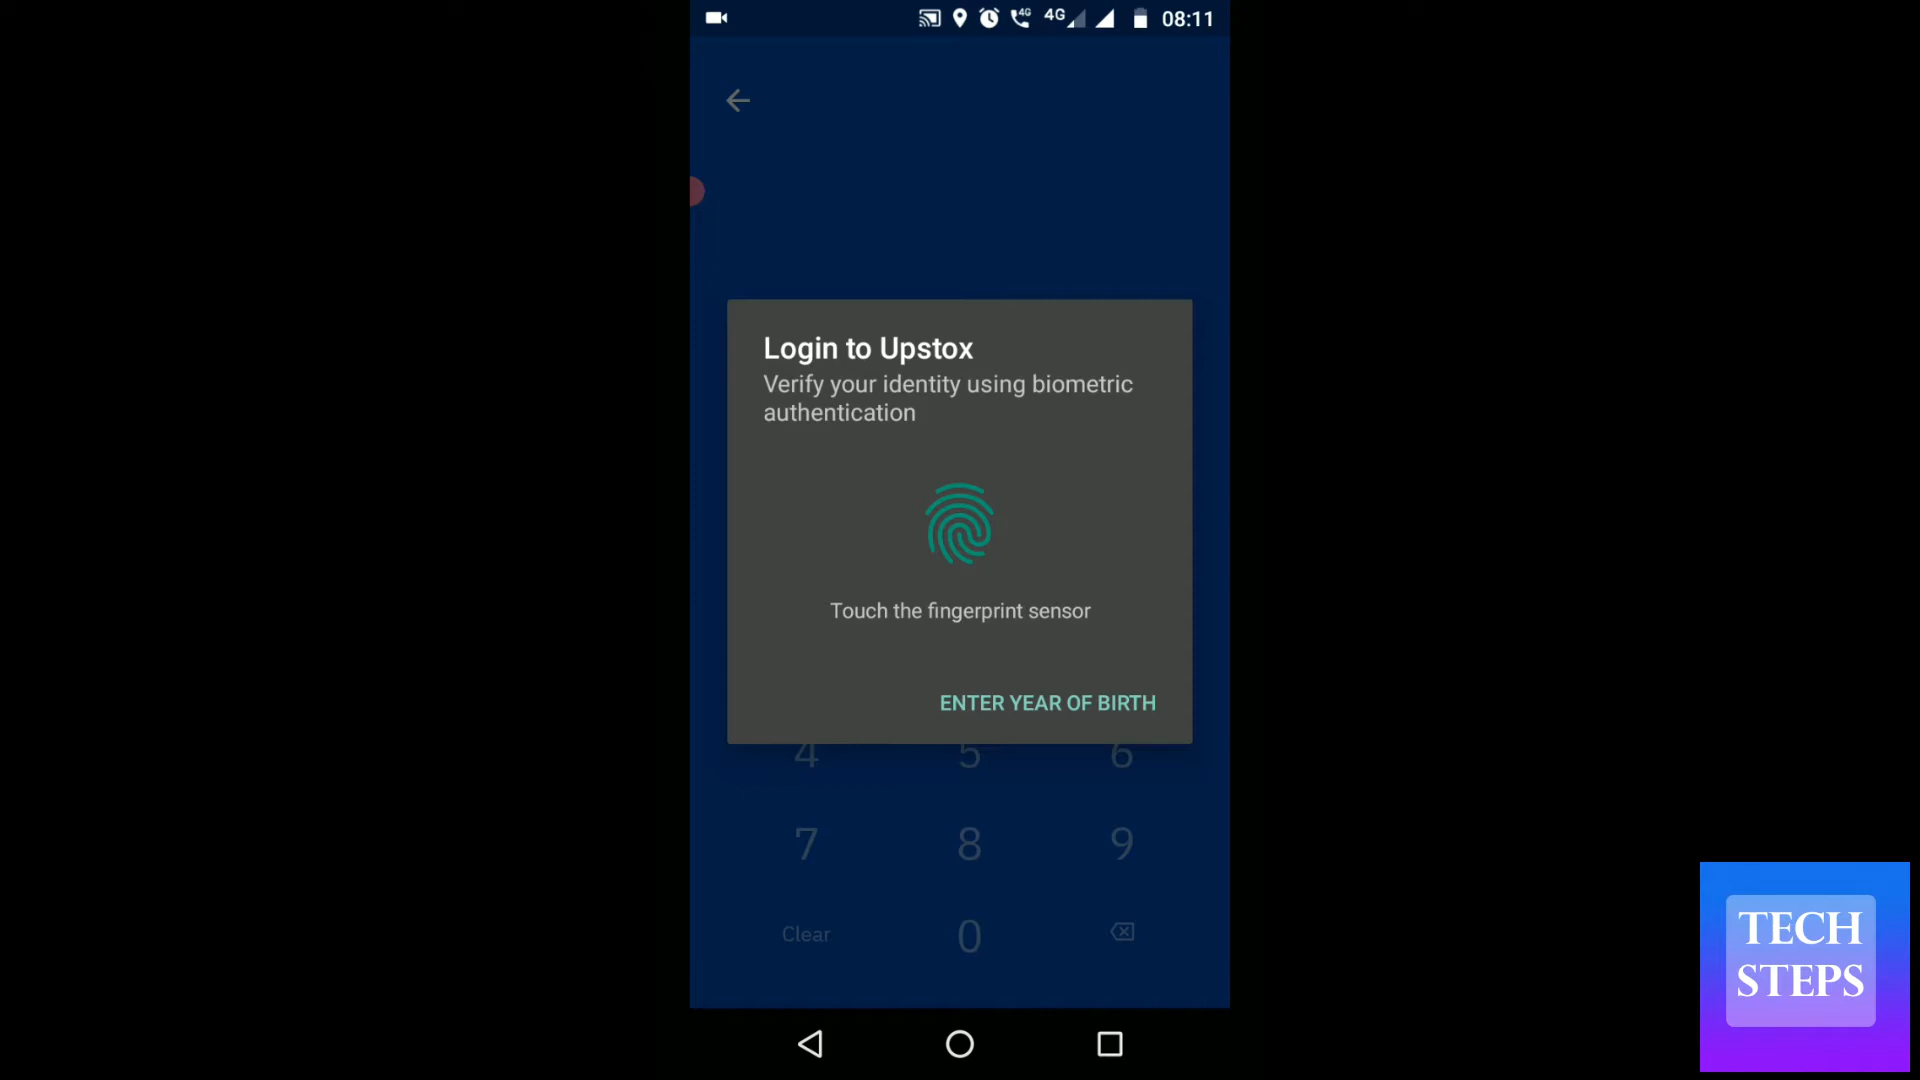 4G 4G 08:11
Login to Upstox
Verify your identity using biometric
authentication
Touch the fingerprint sensor
ENTER YEAR OF BIRTH
4 5 6
7 8 9
Clear 0
TECH
STEPS